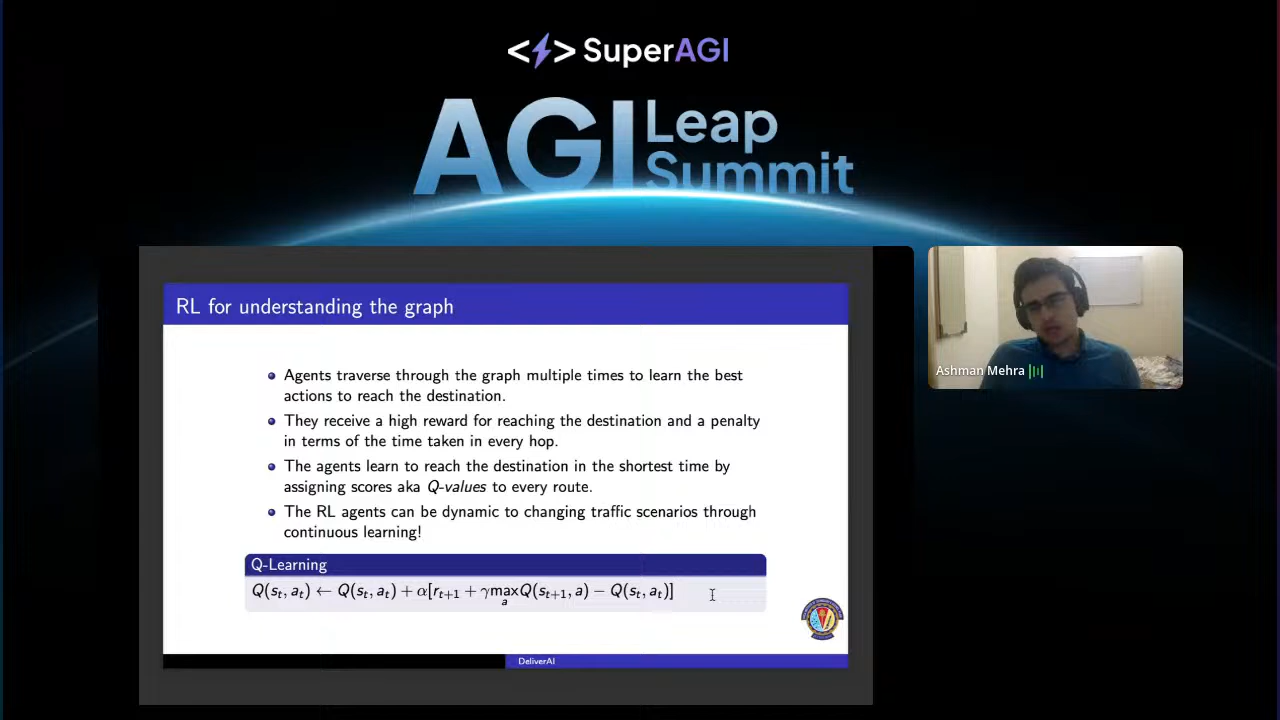 </> SuperAGI
AGI Leap Summit
RL for understanding the graph
Agents traverse through the graph multiple times to learn the best
actions to reach the destination.
They receive a high reward for reaching the destination and a penalty
in terms of the time taken in every hop.
The agents learn to reach the destination in the shortest time by
assigning scores aka Q-values to every route.
The RL agents can be dynamic to changing traffic scenarios through
continuous learning!
Q-Learning
Q(sₜ, aₜ) ← Q(sₜ, aₜ) + α[rₜ₊₁ + γ max_a Q(sₜ₊₁, a) − Q(sₜ, aₜ)]
DeliverAI
Ashman Mehra